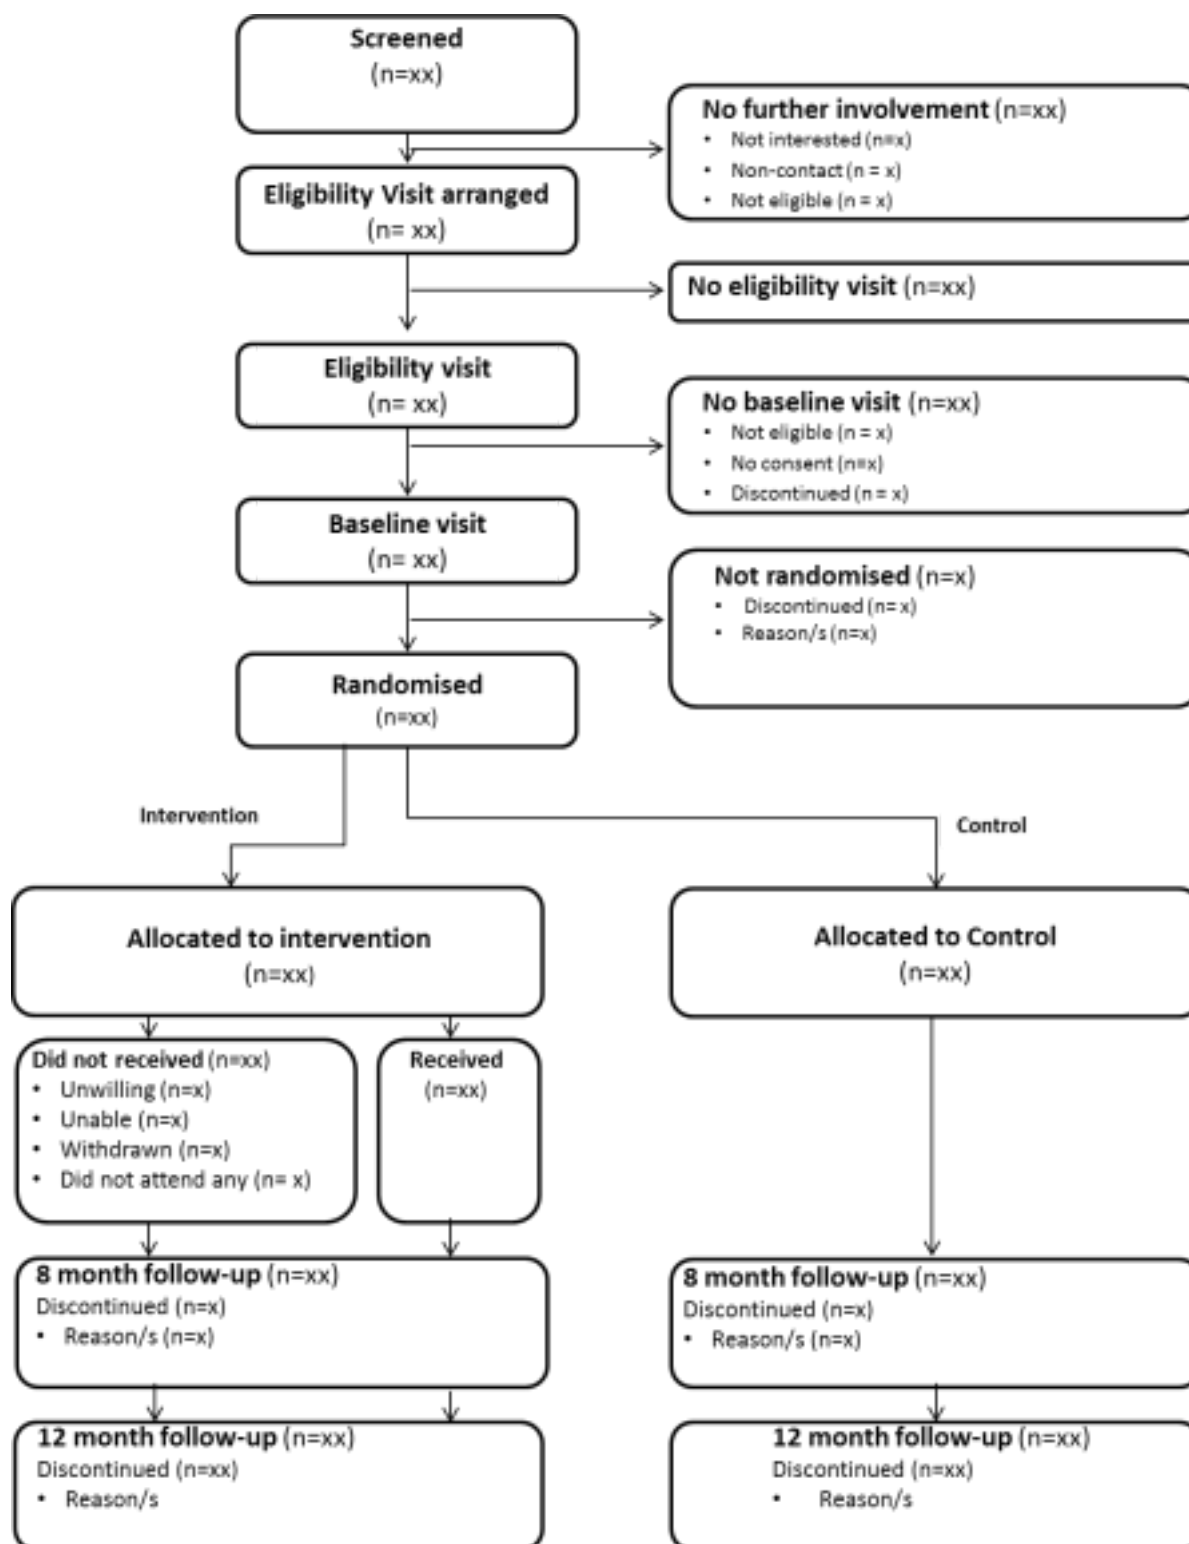 Screened
(n=xx)
No further involvement (n=xx)
• Not interested (n=x)
• Non-contact (n = x)
• Not eligible (n = x)
Eligibility Visit arranged
(n= xx)
No eligibility visit (n=xx)
Eligibility visit
(n= xx)
No baseline visit (n=xx)
• Not eligible (n = x)
• No consent (n=x)
• Discontinued (n = x)
Baseline visit
(n= xx)
Not randomised (n=x)
• Discontinued (n= x)
• Reason/s (n=x)
Randomised
(n=xx)
Intervention
Control
Allocated to intervention
(n=xx)
Allocated to Control
(n=xx)
Did not received (n=xx)
• Unwilling (n=x)
• Unable (n=x)
• Withdrawn (n=x)
• Did not attend any (n= x)
Received
(n=xx)
8 month follow-up (n=xx)
Discontinued (n=x)
• Reason/s (n=x)
8 month follow-up (n=xx)
Discontinued (n=x)
• Reason/s (n=x)
12 month follow-up (n=xx)
Discontinued (n=xx)
• Reason/s
12 month follow-up (n=xx)
Discontinued (n=xx)
• Reason/s